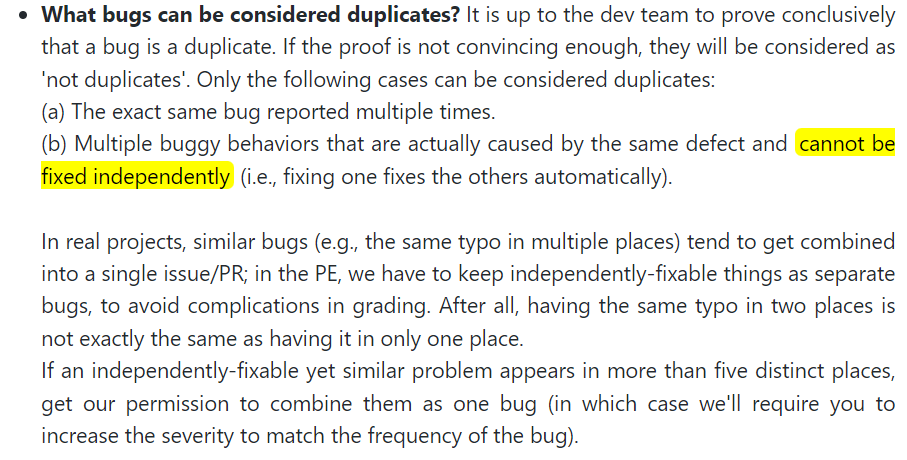 • What bugs can be considered duplicates? It is up to the dev team to prove conclusively
that a bug is a duplicate. If the proof is not convincing enough, they will be considered as
'not duplicates'. Only the following cases can be considered duplicates:
(a) The exact same bug reported multiple times.
(b) Multiple buggy behaviors that are actually caused by the same defect and cannot be
fixed independently (i.e., fixing one fixes the others automatically).
In real projects, similar bugs (e.g., the same typo in multiple places) tend to get combined
into a single issue/PR; in the PE, we have to keep independently-fixable things as separate
bugs, to avoid complications in grading. After all, having the same typo in two places is
not exactly the same as having it in only one place.
If an independently-fixable yet similar problem appears in more than five distinct places,
get our permission to combine them as one bug (in which case we'll require you to
increase the severity to match the frequency of the bug).